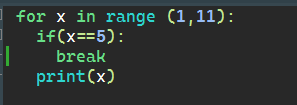 for x in range (1,11):
  if(x==5):
    break
  print(x)